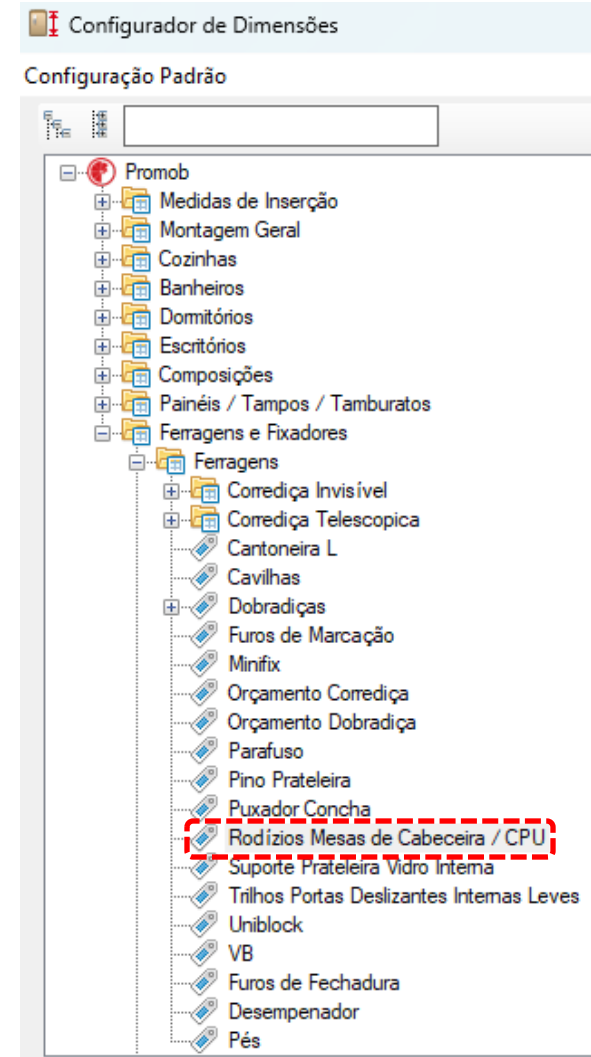 Configurador de Dimensões
Configuração Padrão
Promob
Medidas de Inserção
Montagem Geral
Cozinhas
Banheiros
Dormitórios
Escritórios
Composições
Painéis / Tampos / Tamburatos
Ferragens e Fixadores
Ferragens
Corrediça Invisível
Corrediça Telescopica
Cantoneira L
Cavilhas
Dobradiças
Furos de Marcação
Minifix
Orçamento Corrediça
Orçamento Dobradiça
Parafuso
Pino Prateleira
Puxador Concha
Rodízios Mesas de Cabeceira / CPU
Suporte Prateleira Vidro Interna
Trilhos Portas Deslizantes Internas Leves
Uniblock
VB
Furos de Fechadura
Desempenador
Pés